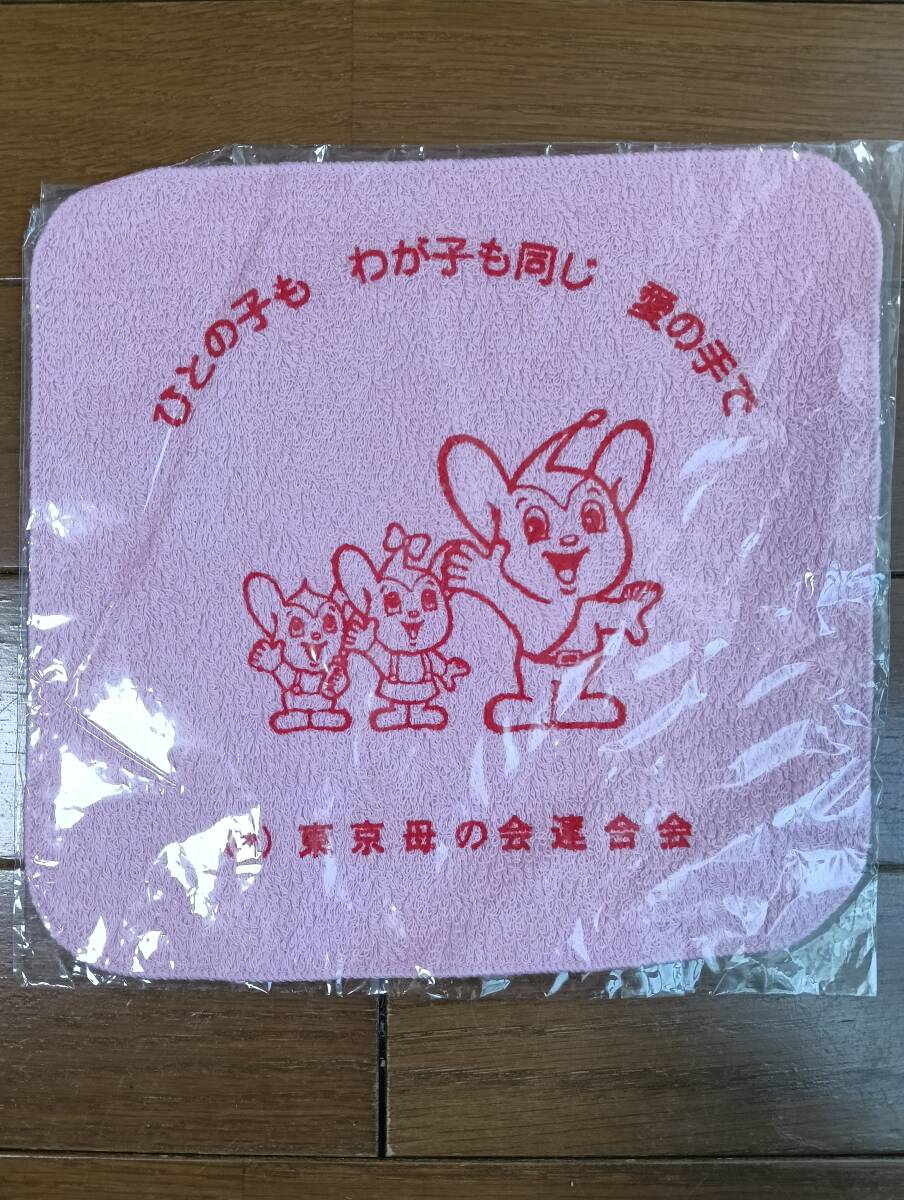 ひとの子も わが子も同じ 愛の手で
東京母の会連合会